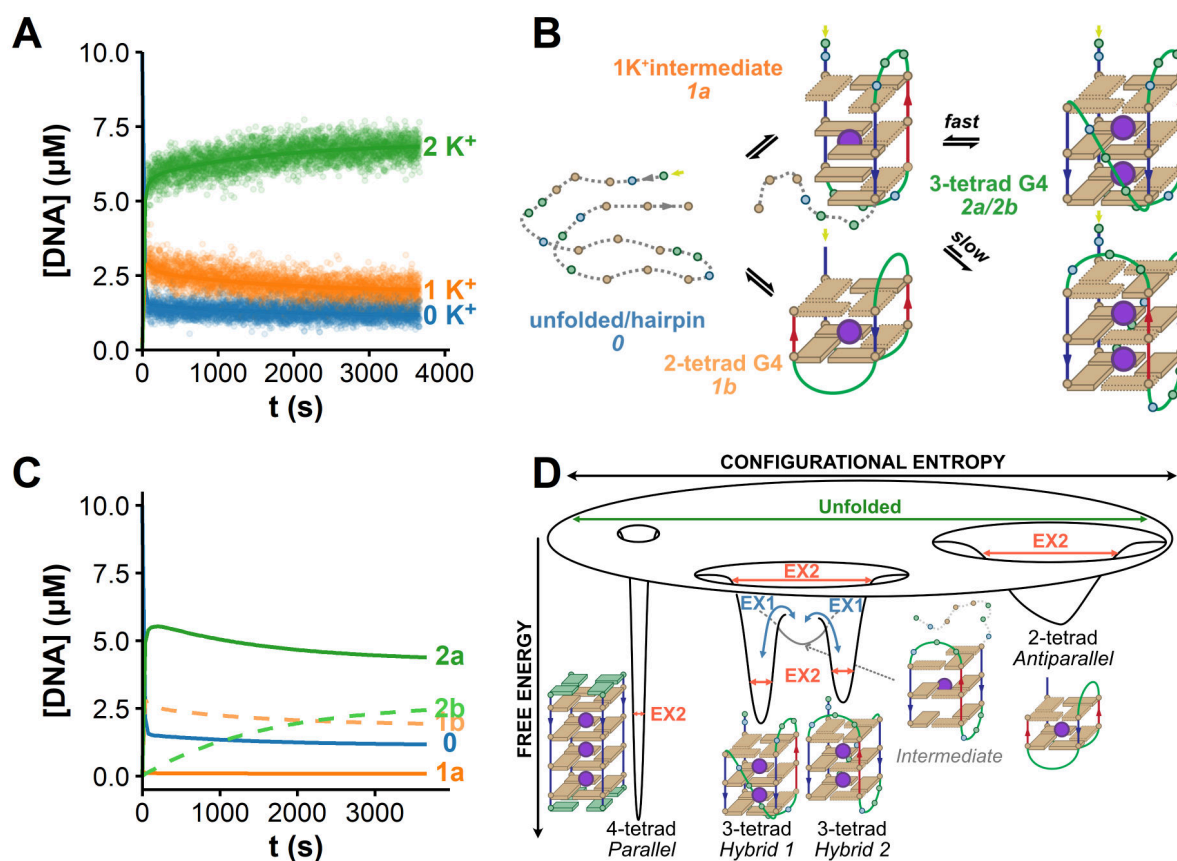 A
10.0
7.5
5.0
2.5
0.0
[DNA] (µM)
2 K⁺
1 K⁺
0 K⁺
0 1000 2000 3000 4000
t (s)
B
1K⁺intermediate
1a
fast
3-tetrad G4
2a/2b
slow
unfolded/hairpin
0
2-tetrad G4
1b
C
10.0
7.5
5.0
2.5
0.0
[DNA] (µM)
2a
2b
1b
0
1a
0 1000 2000 3000
t (s)
D
CONFIGURATIONAL ENTROPY
Unfolded
EX2
EX2
EX1 EX1
EX2
EX2
FREE ENERGY
2-tetrad
Antiparallel
Intermediate
4-tetrad
Parallel
3-tetrad
Hybrid 1
3-tetrad
Hybrid 2